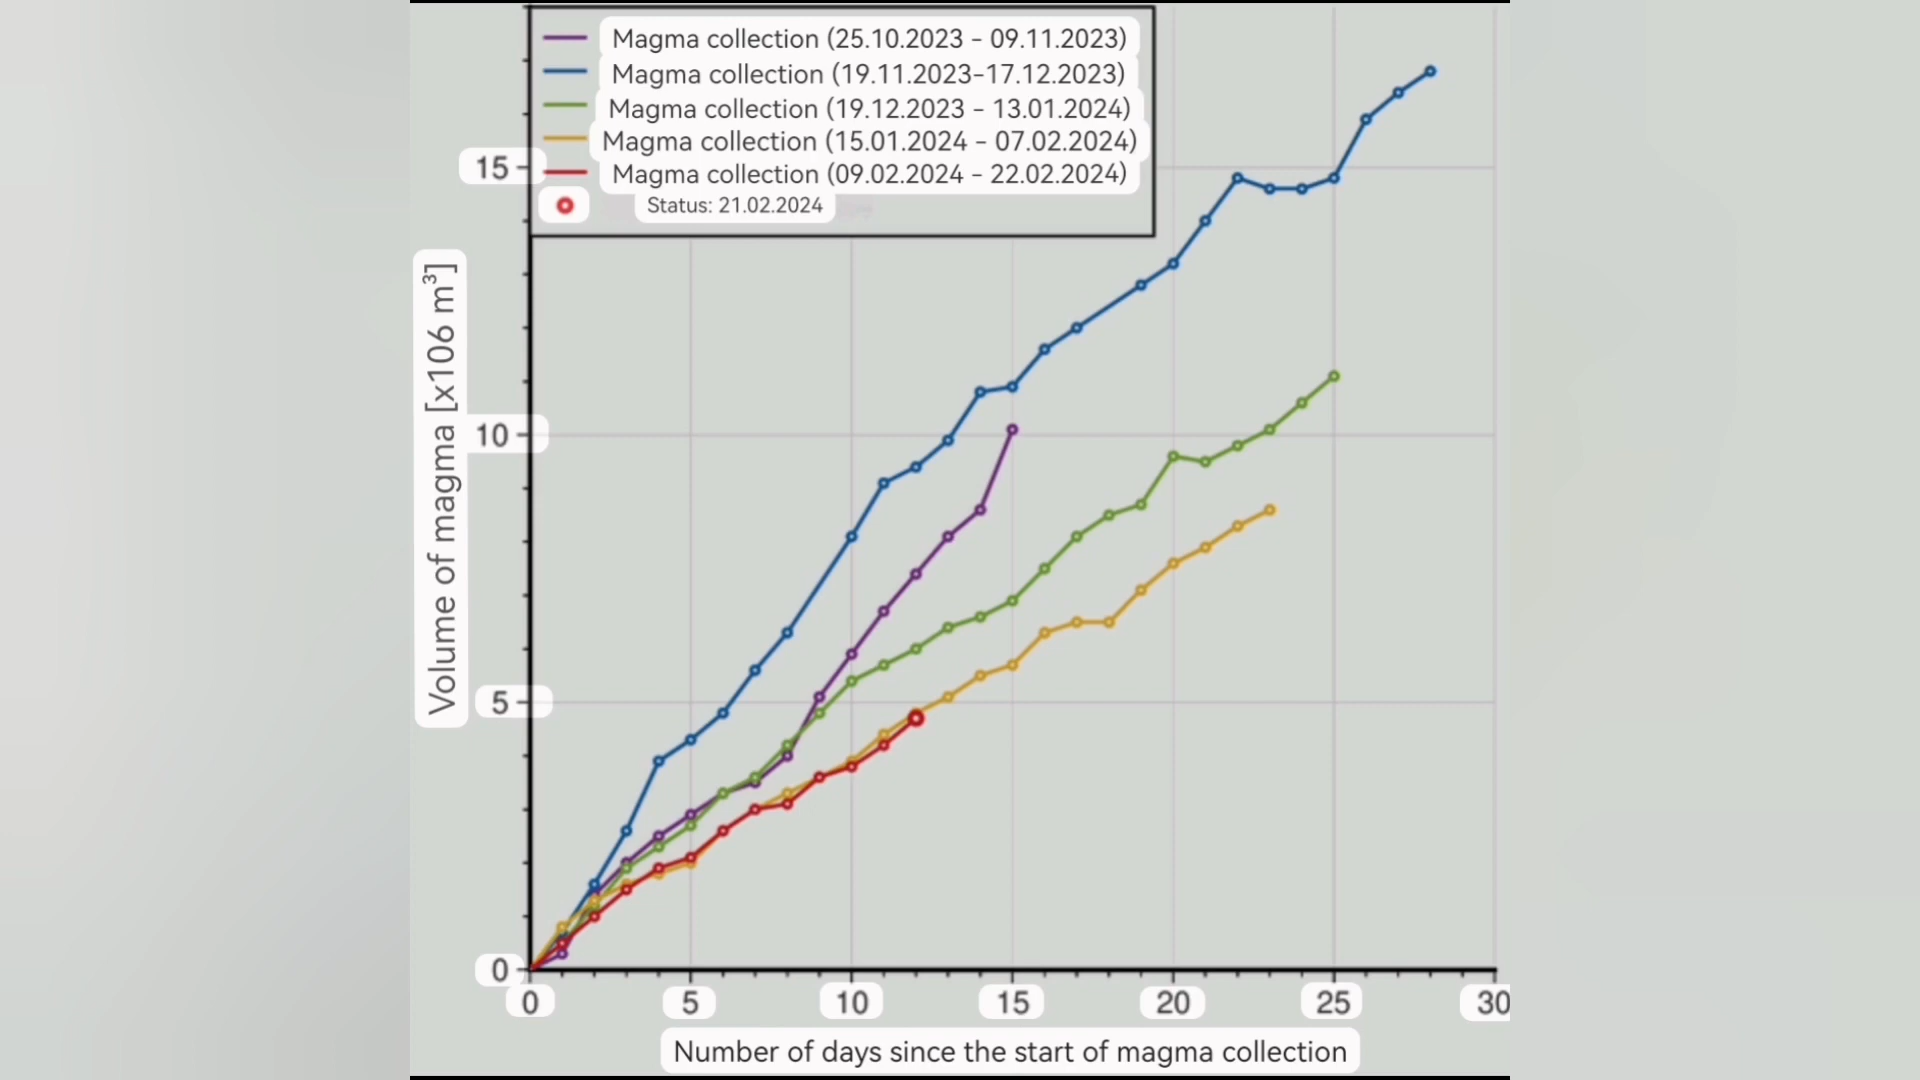 Magma collection (25.10.2023 - 09.11.2023)
Magma collection (19.11.2023-17.12.2023)
Magma collection (19.12.2023 - 13.01.2024)
Magma collection (15.01.2024 - 07.02.2024)
Magma collection (09.02.2024 - 22.02.2024)
Status: 21.02.2024
Volume of magma [x106 m³]
15
10
5
0
0 5 10 15 20 25 30
Number of days since the start of magma collection